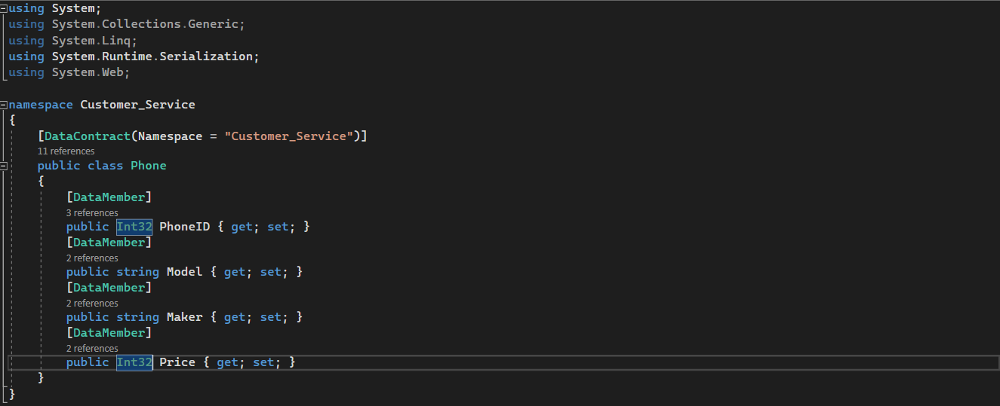 using System;
using System.Collections.Generic;
using System.Linq;
using System.Runtime.Serialization;
using System.Web;
namespace Customer_Service
{
[DataContract(Namespace = "Customer_Service")]
11 references
public class Phone
{
[DataMember]
3 references
public Int32 PhoneID { get; set; }
[DataMember]
2 references
public string Model { get; set; }
[DataMember]
2 references
public string Maker { get; set; }
[DataMember]
2 references
public Int32 Price { get; set; }
}
}